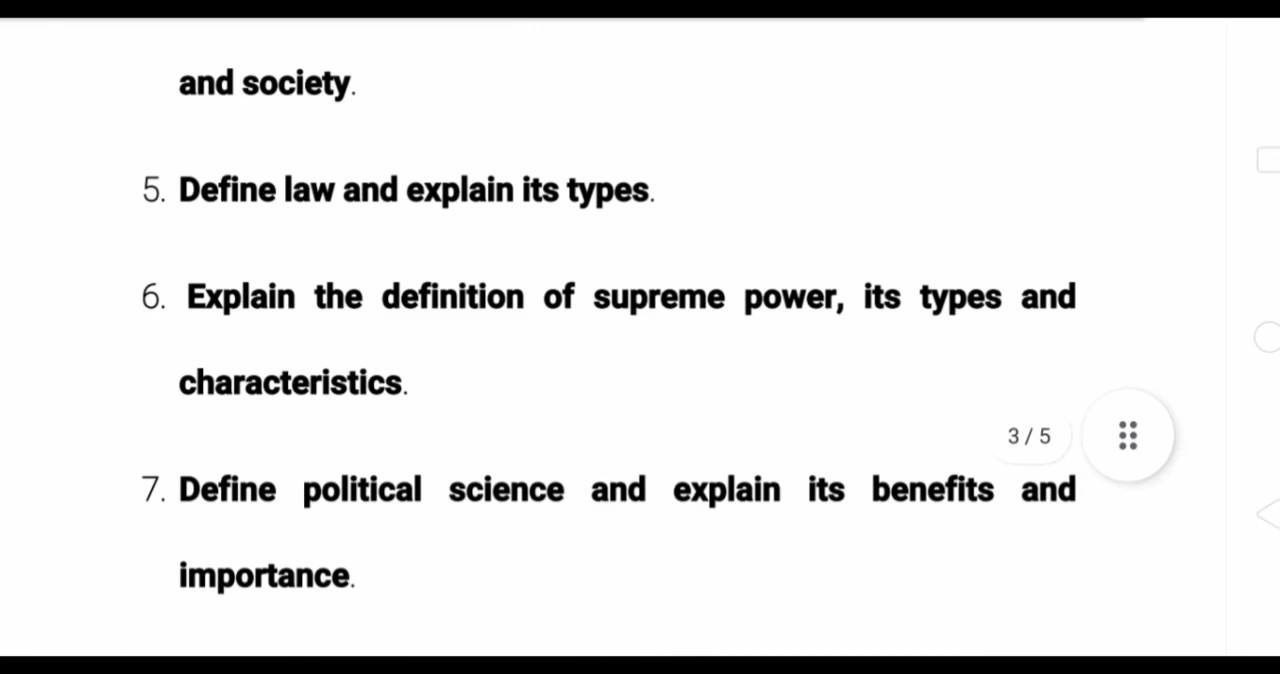 and society.
5. Define law and explain its types.
6. Explain the definition of supreme power, its types and
characteristics.
3 / 5
7. Define political science and explain its benefits and
importance.